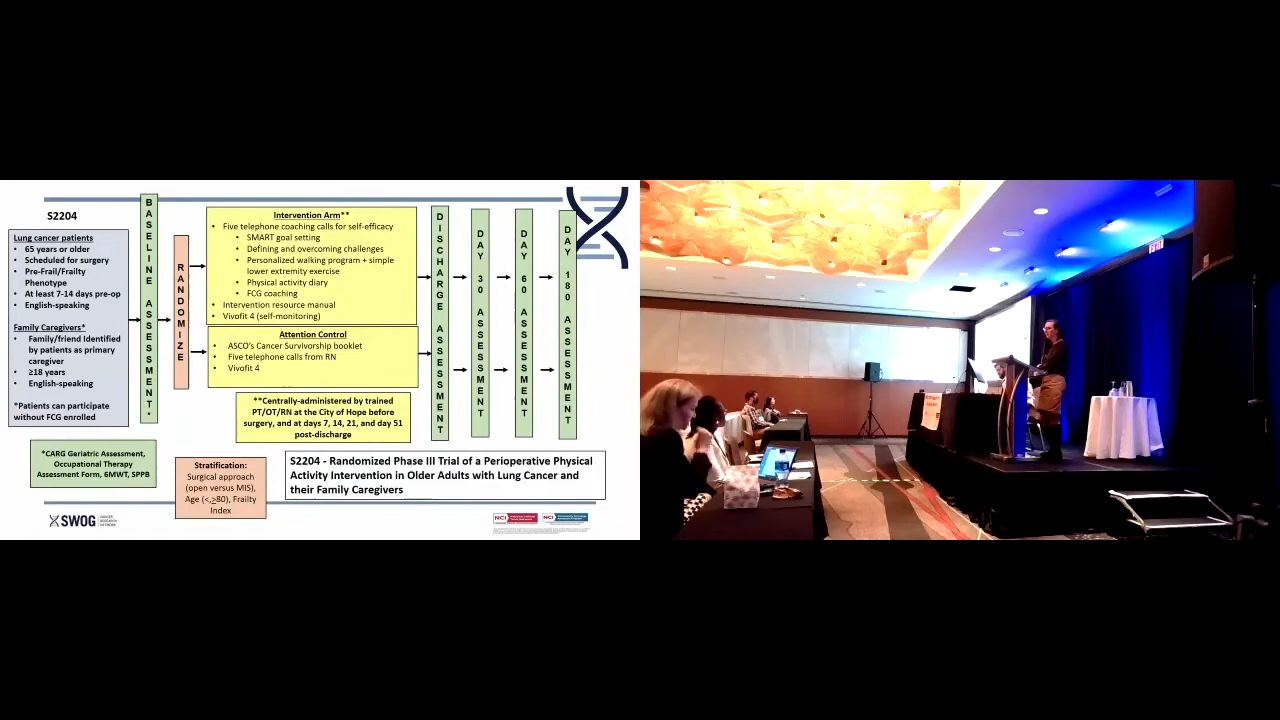 S2204
Lung cancer patients
• 65 years or older
• Scheduled for surgery
• Pre-Frail/Frailty
Phenotype
• At least 7-14 days pre-op
• English-speaking
Family Caregivers*
• Family/friend Identified
by patients as primary
caregiver
• ≥18 years
• English-speaking
*Patients can participate
without FCG enrolled
BASELINE ASSESSMENT*
RANDOMIZE
Intervention Arm**
• Five telephone coaching calls for self-efficacy
• SMART goal setting
• Defining and overcoming challenges
• Personalized walking program + simple
lower extremity exercise
• Physical activity diary
• FCG coaching
• Intervention resource manual
• Vivofit 4 (self-monitoring)
Attention Control
• ASCO's Cancer Survivorship booklet
• Five telephone calls from RN
• Vivofit 4
**Centrally-administered by trained
PT/OT/RN at the City of Hope before
surgery, and at days 7, 14, 21, and day 51
post-discharge
DISCHARGE ASSESSMENT
DAY 30 ASSESSMENT
DAY 60 ASSESSMENT
DAY 180 ASSESSMENT
*CARG Geriatric Assessment,
Occupational Therapy
Assessment Form, 6MWT, SPPB
Stratification:
Surgical approach
(open versus MIS),
Age (<,≥80), Frailty
Index
S2204 - Randomized Phase III Trial of a Perioperative Physical
Activity Intervention in Older Adults with Lung Cancer and
their Family Caregivers
SWOG
CANCER
RESEARCH
NETWORK
NCI
NCI